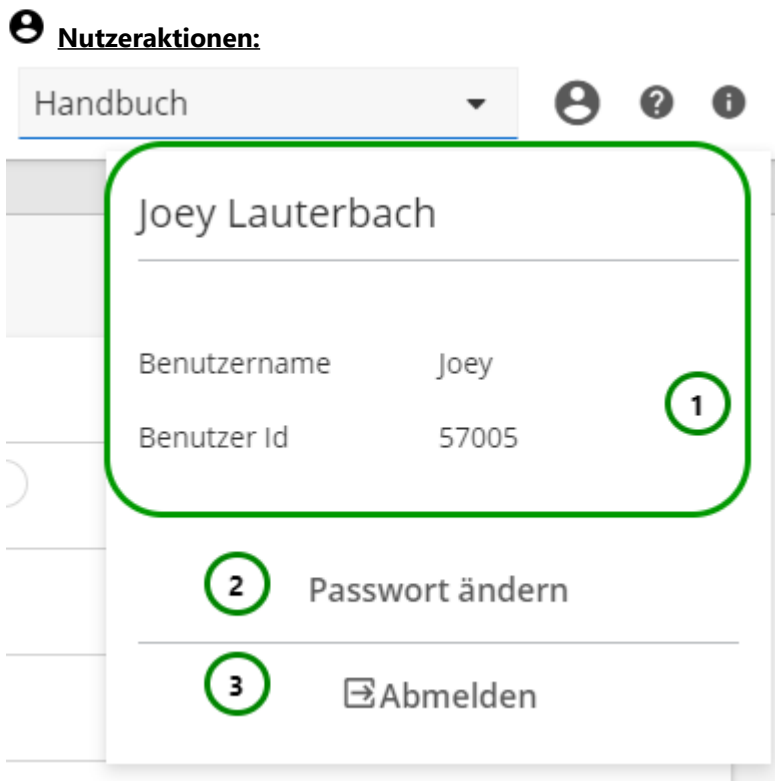 Nutzeraktionen:
Handbuch
Joey Lauterbach
Benutzername Joey
1
Benutzer Id 57005
2 Passwort ändern
3 Abmelden